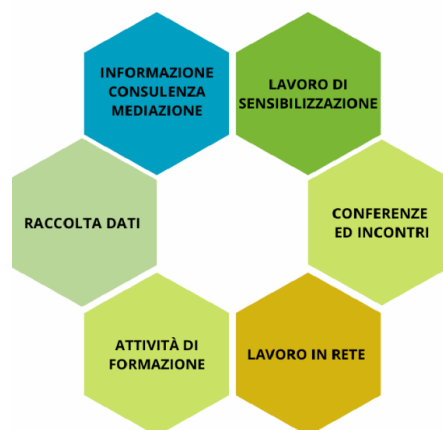 INFORMAZIONE
CONSULENZA
MEDIAZIONE
LAVORO DI
SENSIBILIZZAZIONE
RACCOLTA DATI
CONFERENZE
ED INCONTRI
ATTIVITÀ DI
FORMAZIONE
LAVORO IN RETE